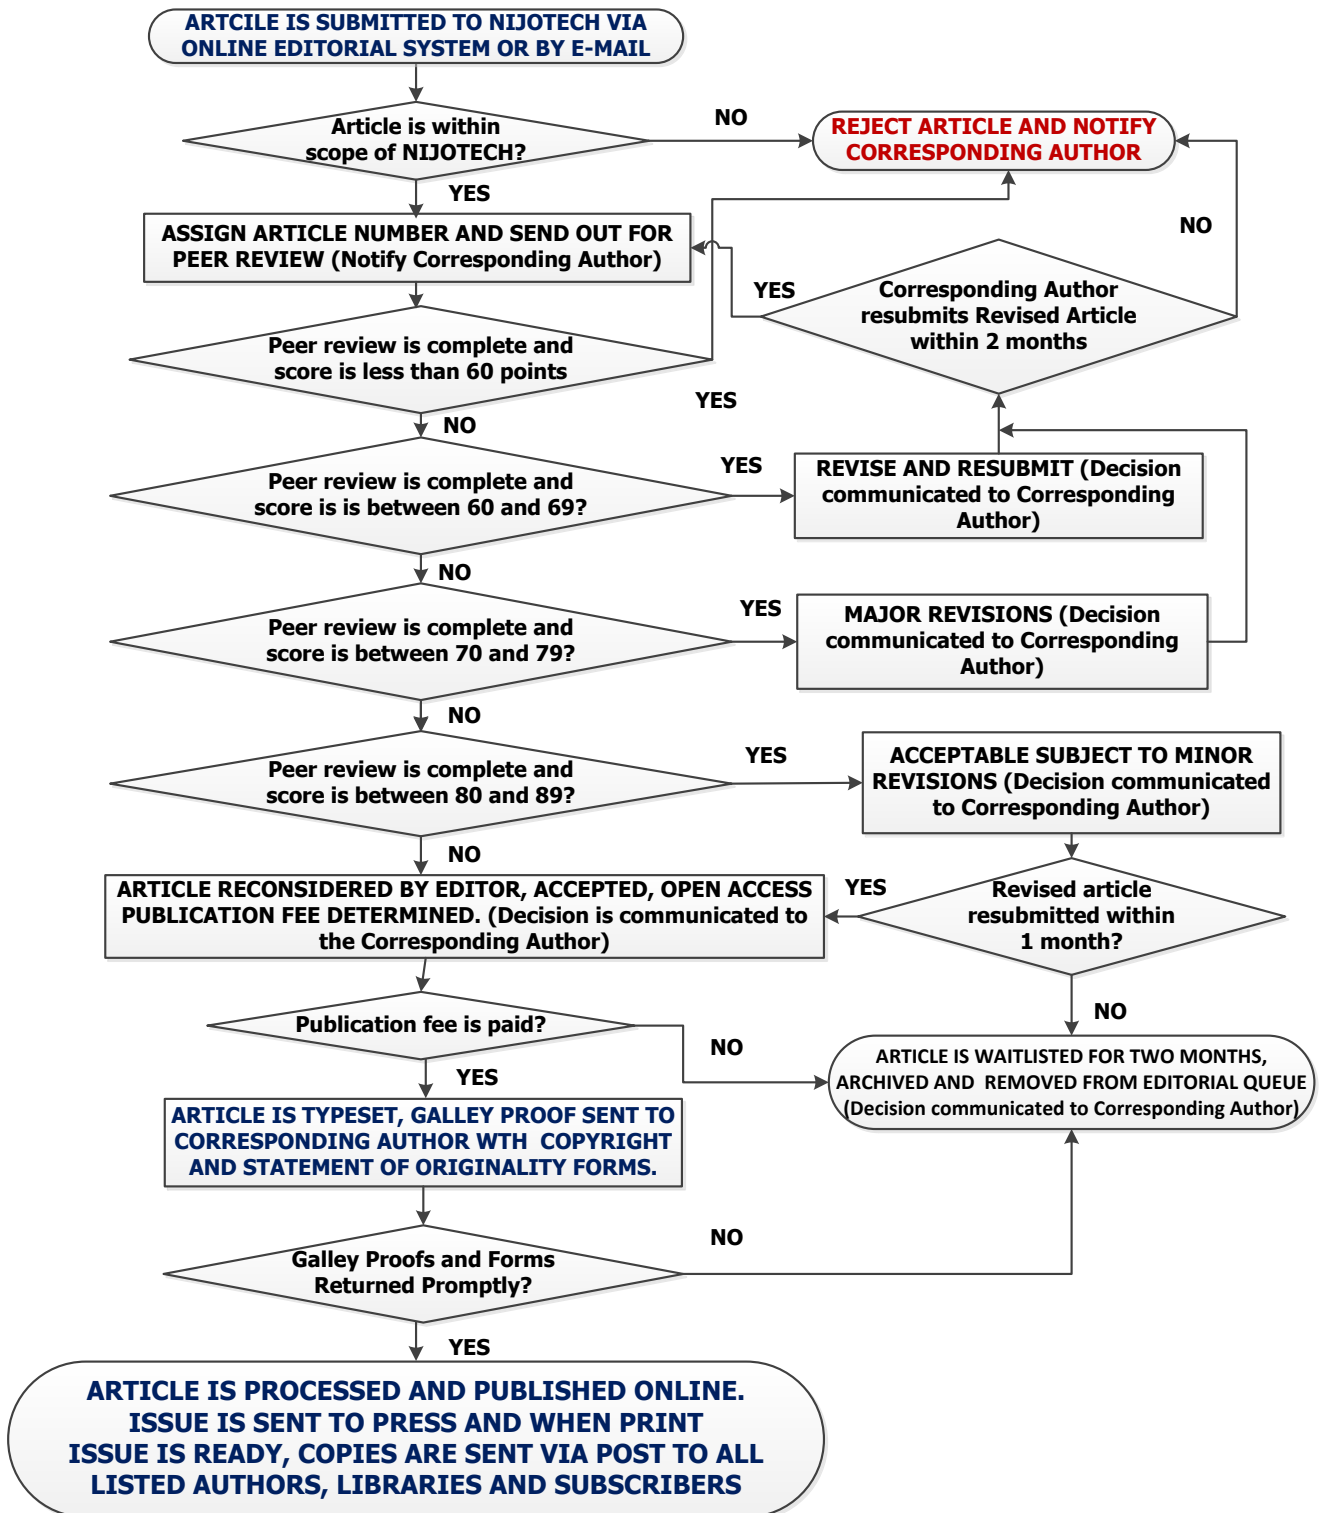 ARTCILE IS SUBMITTED TO NIJOTECH VIA
ONLINE EDITORIAL SYSTEM OR BY E-MAIL
Article is within
scope of NIJOTECH?
NO
REJECT ARTICLE AND NOTIFY
CORRESPONDING AUTHOR
YES
ASSIGN ARTICLE NUMBER AND SEND OUT FOR
PEER REVIEW (Notify Corresponding Author)
NO
YES
Corresponding Author
resubmits Revised Article
within 2 months
Peer review is complete and
score is less than 60 points
YES
NO
Peer review is complete and
score is is between 60 and 69?
YES
REVISE AND RESUBMIT (Decision
communicated to Corresponding
Author)
NO
Peer review is complete and
score is between 70 and 79?
YES
MAJOR REVISIONS (Decision
communicated to Corresponding
Author)
NO
Peer review is complete and
score is between 80 and 89?
YES
ACCEPTABLE SUBJECT TO MINOR
REVISIONS (Decision communicated
to Corresponding Author)
NO
ARTICLE RECONSIDERED BY EDITOR, ACCEPTED, OPEN ACCESS
PUBLICATION FEE DETERMINED. (Decision is communicated to
the Corresponding Author)
YES
Revised article
resubmitted within
1 month?
NO
Publication fee is paid?
NO
ARTICLE IS WAITLISTED FOR TWO MONTHS,
ARCHIVED AND  REMOVED FROM EDITORIAL QUEUE
(Decision communicated to Corresponding Author)
YES
ARTICLE IS TYPESET, GALLEY PROOF SENT TO
CORRESPONDING AUTHOR WTH  COPYRIGHT
AND STATEMENT OF ORIGINALITY FORMS.
Galley Proofs and Forms
Returned Promptly?
NO
YES
ARTICLE IS PROCESSED AND PUBLISHED ONLINE.
ISSUE IS SENT TO PRESS AND WHEN PRINT
ISSUE IS READY, COPIES ARE SENT VIA POST TO ALL
LISTED AUTHORS, LIBRARIES AND SUBSCRIBERS